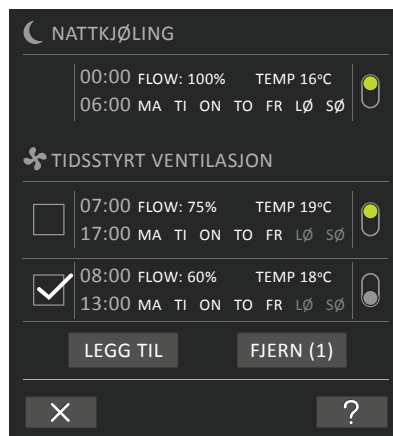 NATTKJØLING
00:00 FLOW: 100% TEMP 16°C
06:00 MA TI ON TO FR LØ SØ
TIDSSTYRT VENTILASJON
07:00 FLOW: 75% TEMP 19°C
17:00 MA TI ON TO FR LØ SØ
08:00 FLOW: 60% TEMP 18°C
13:00 MA TI ON TO FR LØ SØ
LEGG TIL FJERN (1)
?